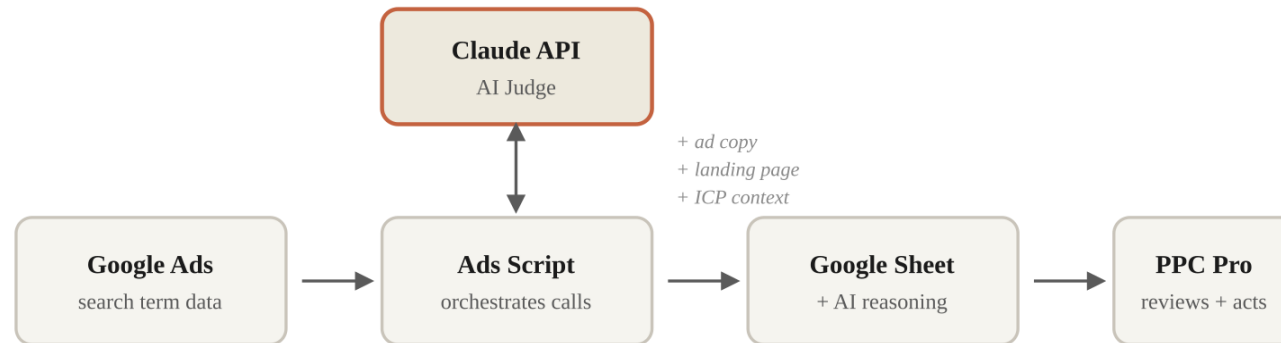 Claude API
AI Judge
+ ad copy
+ landing page
+ ICP context
Google Ads
search term data
Ads Script
orchestrates calls
Google Sheet
+ AI reasoning
PPC Pro
reviews + acts